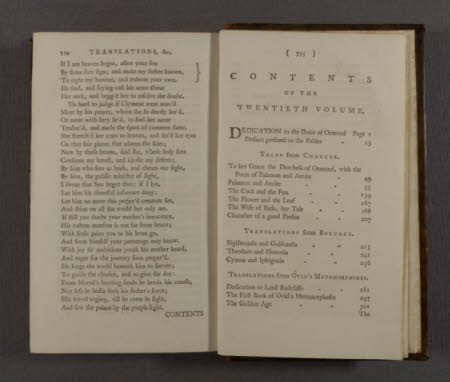 334 TRANSLATIONS, &c.
If I am heaven begot, assert your son
By some sure sign; and make my father known,
To right my honour, and redeem your own.
He said, and saying cast his arms about
Her neck, and begg'd her to resolve the doubt.
'Tis hard to judge if Clymene were mov'd
More by his prayer, whom she so dearly lov'd,
Or more with fury fir'd, to find her name
Traduc'd, and made the sport of common fame.
She stretch'd her arms to heaven, and fix'd her eyes
On that fair planet that adorns the skies;
Now by those beams, said she, whose holy fires
Consume my breast, and kindle my desires;
By him who sees us both, and chears our sight,
By him, the public minister of light,
I swear that Sun begot thee: if I lye,
Let him his chearful influence deny:
Let him no more this perjur'd creature see,
And shine on all the world but only me.
If still you doubt your mother's innocence,
His eastern mansion is not far from hence;
With little pains you to his leve go,
And from himself your parentage may know.
With joy th' ambitious youth his mother heard,
And eager for the journey soon prepar'd.
He longs the world beneath him to survey;
To guide the chariot, and to give the day:
From Meroe's burning sands he bends his course,
Nor less in India feels his father's force;
His travel urging, till he came in sight,
And saw the palace by the purple light.
CONTENTS
[ 335 ]
CONTENTS
OF THE
TWENTIETH VOLUME.
DEDICATION to the Duke of Ormond Page 1
Preface prefixed to the Fables - 13
TALES from CHAUCER.
To her Grace the Dutchess of Ormond, with the
Poem of Palamon and Arcite 49
Palamon and Arcite - - 55
The Cock and the Fox - - 139
The Flower and the Leaf - - 167
The Wife of Bath, her Tale - - 188
Character of a good Parson - 207
TRANSLATIONS from BOCCACE.
Sigismonda and Guiscardo - 215
Theodore and Honoria - - 241
Cymon and Iphigenia - - 256
TRANSLATIONS from OVID'S METAMORPHOSES.
Dedication to Lord Radcliffe - - 281
The First Book of Ovid's Metamorphoses 297
The Golden Age - - 302
The